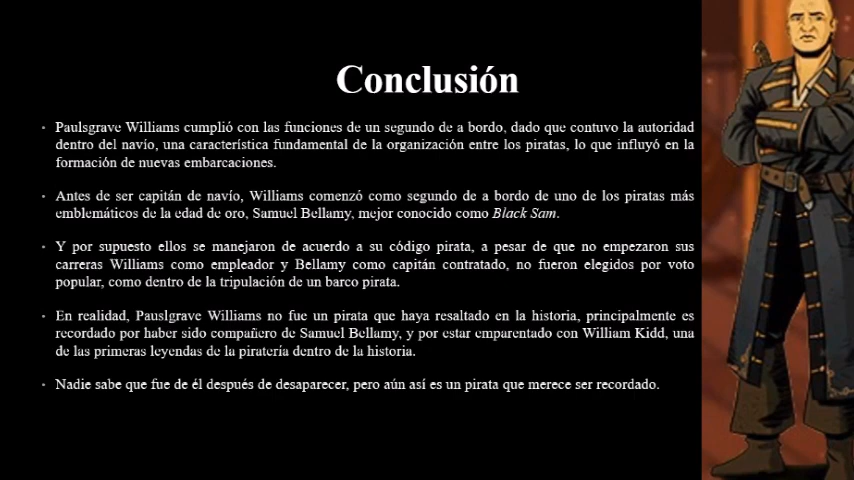 Conclusión
• Paulsgrave Williams cumplió con las funciones de un segundo de a bordo, dado que contuvo la autoridad
dentro del navío, una característica fundamental de la organización entre los piratas, lo que influyó en la
formación de nuevas embarcaciones.
• Antes de ser capitán de navío, Williams comenzó como segundo de a bordo de uno de los piratas más
emblemáticos de la edad de oro, Samuel Bellamy, mejor conocido como Black Sam.
• Y por supuesto ellos se manejaron de acuerdo a su código pirata, a pesar de que no empezaron sus
carreras Williams como empleador y Bellamy como capitán contratado, no fueron elegidos por voto
popular, como dentro de la tripulación de un barco pirata.
• En realidad, Pauslgrave Williams no fue un pirata que haya resaltado en la historia, principalmente es
recordado por haber sido compañero de Samuel Bellamy, y por estar emparentado con William Kidd, una
de las primeras leyendas de la piratería dentro de la historia.
• Nadie sabe que fue de él después de desaparecer, pero aún así es un pirata que merece ser recordado.